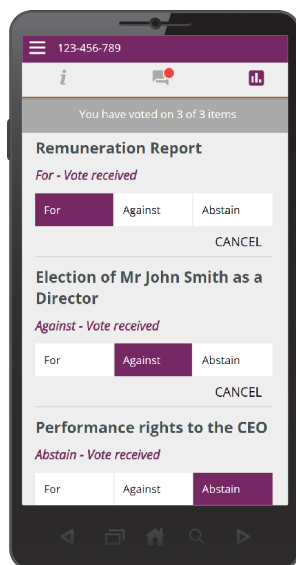 123-456-789
i
You have voted on 3 of 3 items
Remuneration Report
For - Vote received
For Against Abstain
CANCEL
Election of Mr John Smith as a
Director
Against - Vote received
For Against Abstain
CANCEL
Performance rights to the CEO
Abstain - Vote received
For Against Abstain